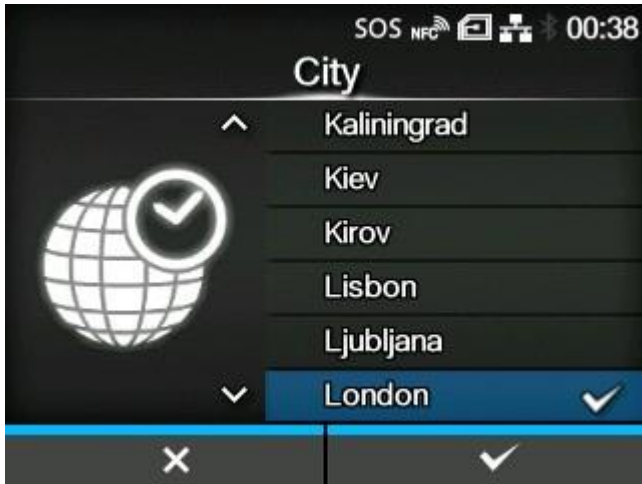 SOS NFC 00:38
City
Kaliningrad
Kiev
Kirov
Lisbon
Ljubljana
London